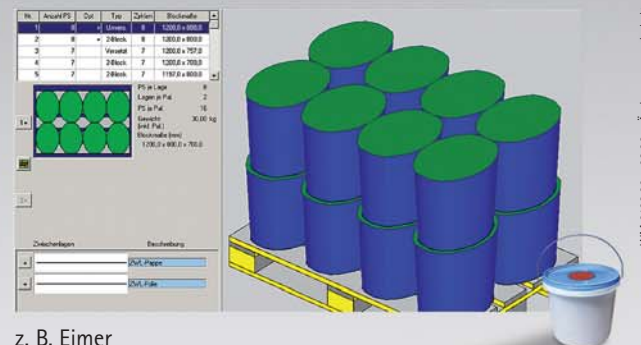 Nr. Anzahl PS Opt Typ Zyklen Blockmaße
1 8 × Univers. 8 1200,0 x 800,0
2 8 × 2-Block 8 1200,0 x 800,0
3 7 Versetzt 7 1200,0 x 757,0
4 7 2-Block 7 1200,0 x 700,0
5 7 2-Block 7 1197,0 x 800,0
PS je Lage 8
Lagen je Pal. 2
PS je Pal. 16
Gewicht 30,00 kg
(inkl. Pal.)
Blockmaße (mm)
1200,0 x 800,0 x 700,0
Zwischenlagen Beschreibung
ZWL-Pappe
ZWL-Folie
z. B. Eimer